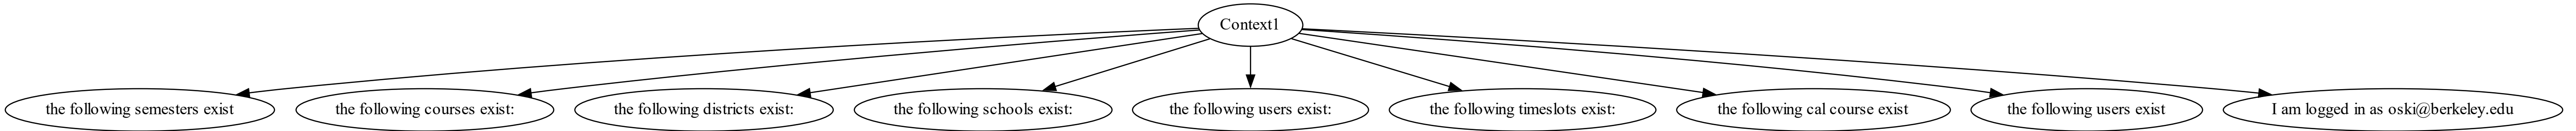 Context1
the following semesters exist
the following courses exist:
the following districts exist:
the following schools exist:
the following users exist:
the following timeslots exist:
the following cal course exist
the following users exist
I am logged in as oski@berkeley.edu